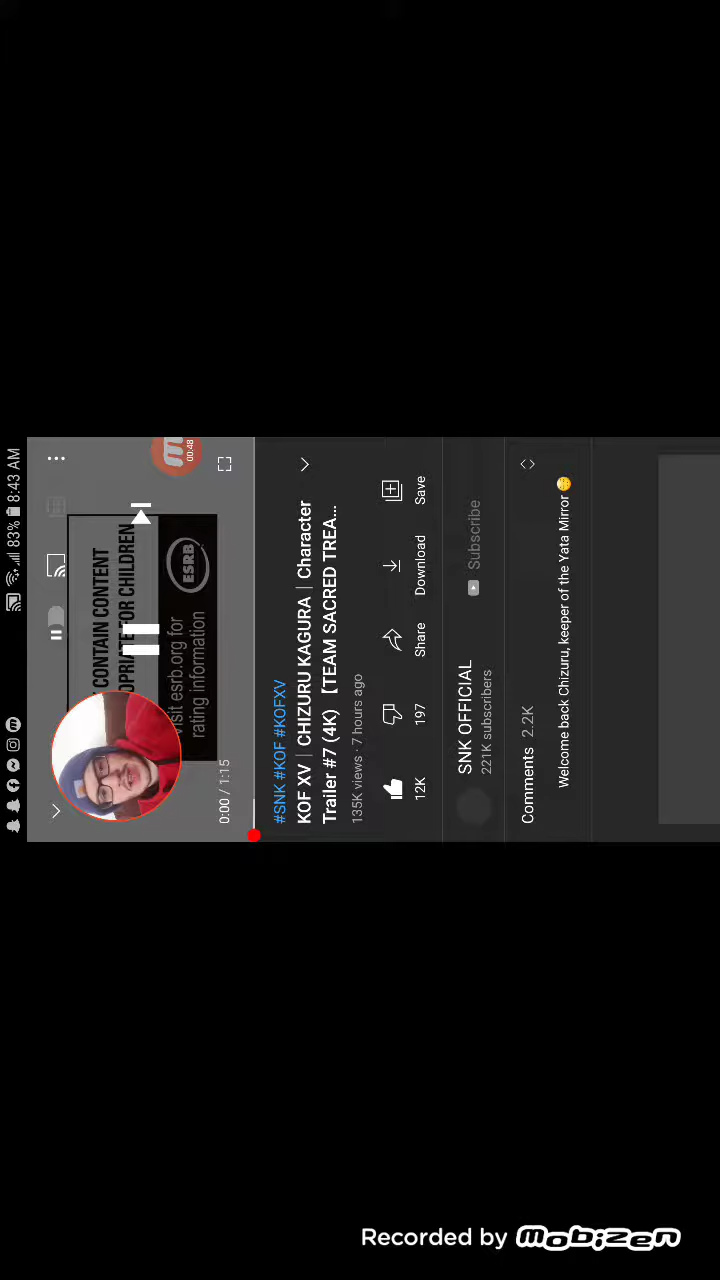 83% 8:43 AM
CONTAIN CONTENT
FOR CHILDREN
esrb.org for
rating information
ESRB
00:48
0:00 / 1:15
#SNK #KOF #KOFXV
KOF XV｜CHIZURU KAGURA｜Character
Trailer #7 (4K) 【TEAM SACRED TREA...
135K views · 7 hours ago
12K
197
Share
Download
Save
SNK OFFICIAL
221K subscribers
Subscribe
Comments 2.2K
Welcome back Chizuru, keeper of the Yata Mirror
Recorded by mobizen